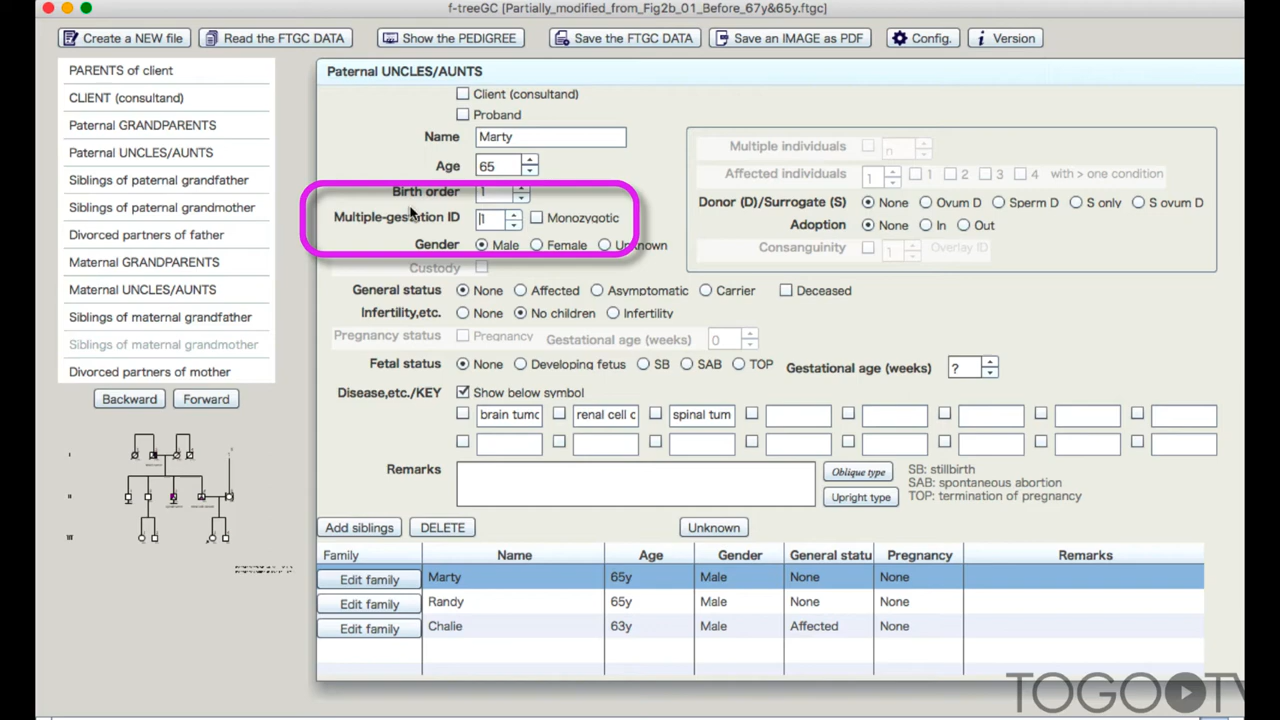 f-treeGC [Partially_modified_from_Fig2b_01_Before_67y&65y.ftgc]
Create a NEW file
Read the FTGC DATA
Show the PEDIGREE
Save the FTGC DATA
Save an IMAGE as PDF
Config.
Version
PARENTS of client
CLIENT (consultand)
Paternal GRANDPARENTS
Paternal UNCLES/AUNTS
Siblings of paternal grandfather
Siblings of paternal grandmother
Divorced partners of father
Maternal GRANDPARENTS
Maternal UNCLES/AUNTS
Siblings of maternal grandfather
Siblings of maternal grandmother
Divorced partners of mother
Backward Forward
Paternal UNCLES/AUNTS
Client (consultand)
Proband
Name Marty
Age 65
Birth order 1
Multiple-gestation ID 1 Monozygotic
Gender Male Female Unknown
Custody
Multiple individuals n
Affected individuals 1 1 2 3 4 with > one condition
Donor (D)/Surrogate (S) None Ovum D Sperm D S only S ovum D
Adoption None In Out
Consanguinity 1 Overlay ID
General status None Affected Asymptomatic Carrier Deceased
Infertility,etc. None No children Infertility
Pregnancy status Pregnancy Gestational age (weeks) 0
Fetal status None Developing fetus SB SAB TOP Gestational age (weeks) ?
Disease,etc./KEY Show below symbol
brain tumo renal cell c spinal tum
Remarks
Oblique type
Upright type
SB: stillbirth
SAB: spontaneous abortion
TOP: termination of pregnancy
Add siblings DELETE Unknown
Family Name Age Gender General statu Pregnancy Remarks
Edit family Marty 65y Male None None
Edit family Randy 65y Male None None
Edit family Chalie 63y Male Affected None
TOGO TV